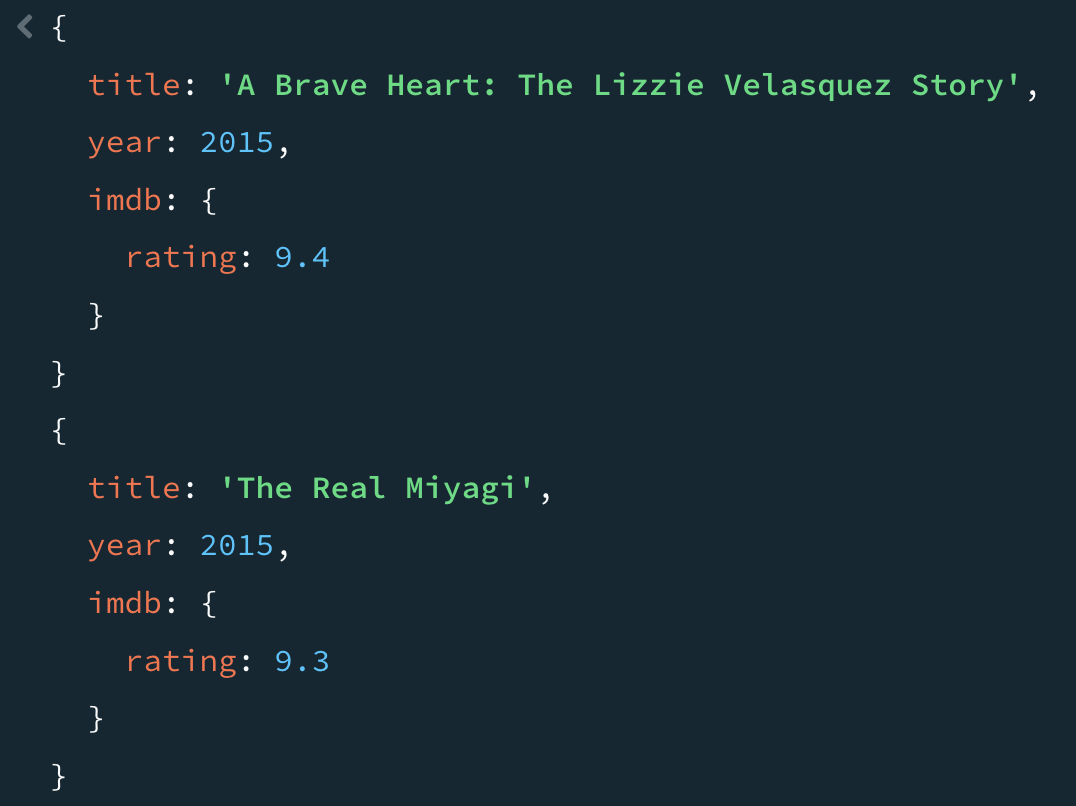 {
  title: 'A Brave Heart: The Lizzie Velasquez Story',
  year: 2015,
  imdb: {
    rating: 9.4
  }
}
{
  title: 'The Real Miyagi',
  year: 2015,
  imdb: {
    rating: 9.3
  }
}